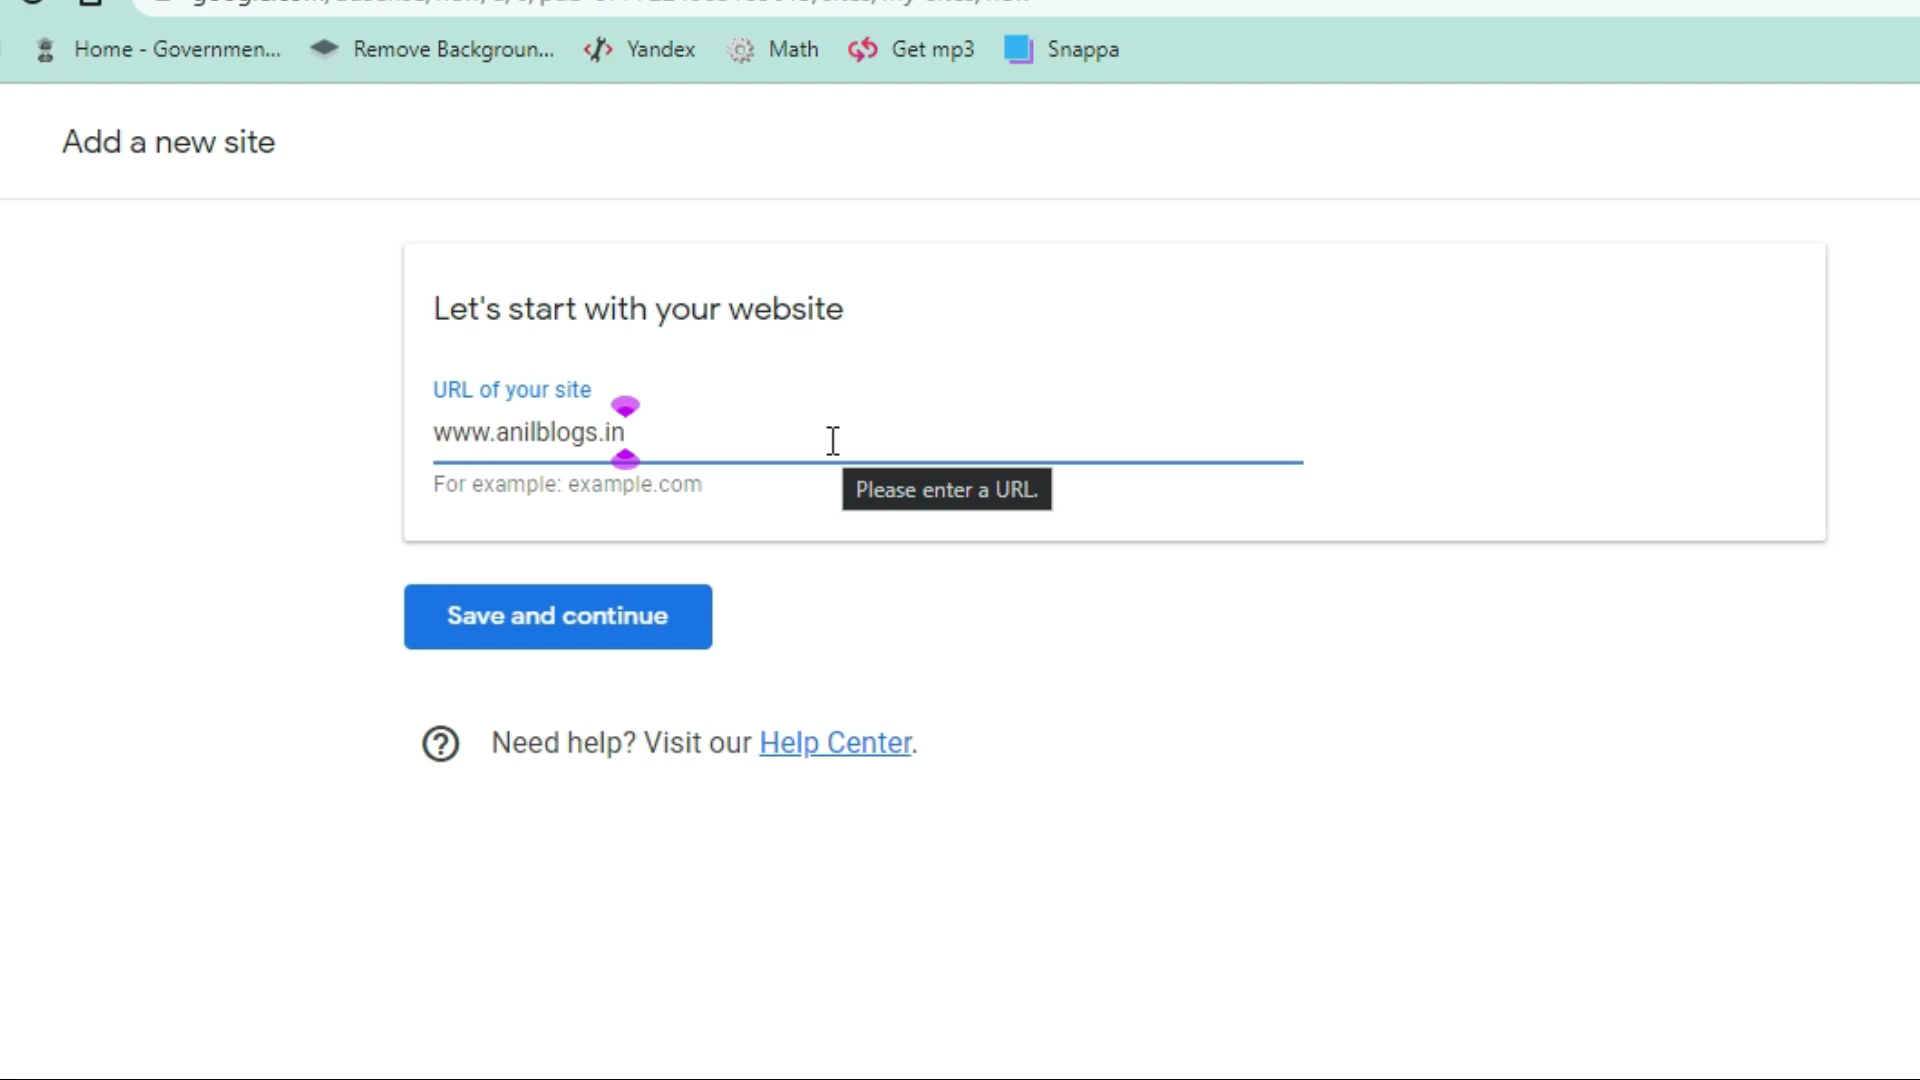 Home - Governmen... Remove Backgroun... Yandex Math Get mp3 Snappa
Add a new site
Let's start with your website
URL of your site
www.anilblogs.in
For example: example.com
Please enter a URL.
Save and continue
Need help? Visit our Help Center.